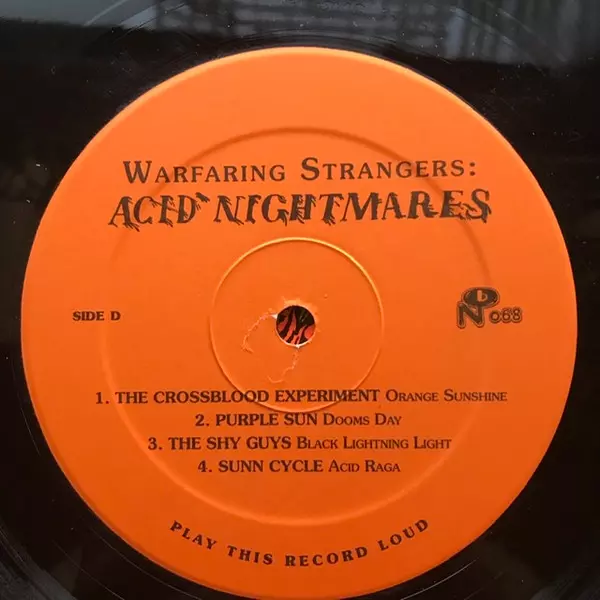 WARFARING STRANGERS:
ACID NIGHTMARES
SIDE D
No 068
1. THE CROSSBLOOD EXPERIMENT ORANGE SUNSHINE
2. PURPLE SUN DOOMS DAY
3. THE SHY GUYS BLACK LIGHTNING LIGHT
4. SUNN CYCLE ACID RAGA
PLAY THIS RECORD LOUD